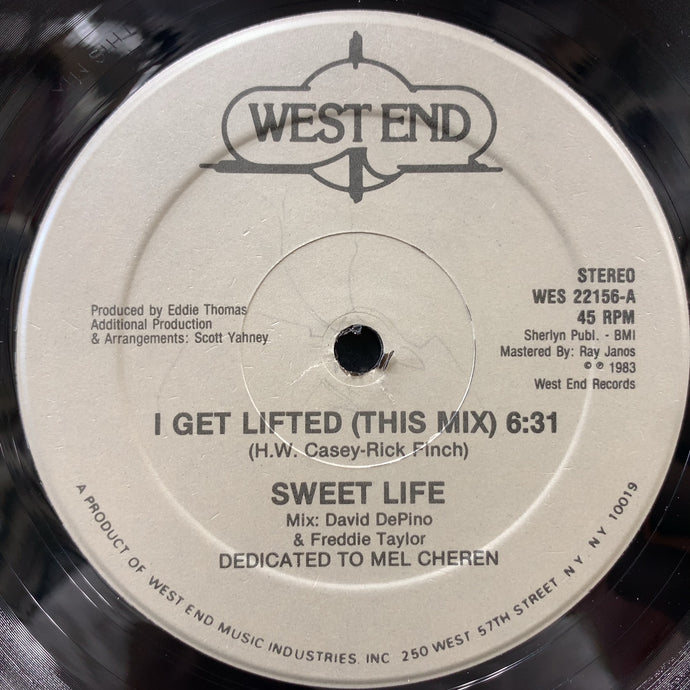 WEST END
STEREO
WES 22156-A
45 RPM
Sherlyn Publ. - BMI
Mastered By: Ray Janos
© ℗ 1983
West End Records
Produced by Eddie Thomas
Additional Production
& Arrangements: Scott Yahney
I GET LIFTED (THIS MIX) 6:31
(H.W. Casey-Rick Finch)
SWEET LIFE
Mix: David DePino
& Freddie Taylor
DEDICATED TO MEL CHEREN
A PRODUCT OF WEST END MUSIC INDUSTRIES, INC 250 WEST 57TH STREET N.Y. NY 10019